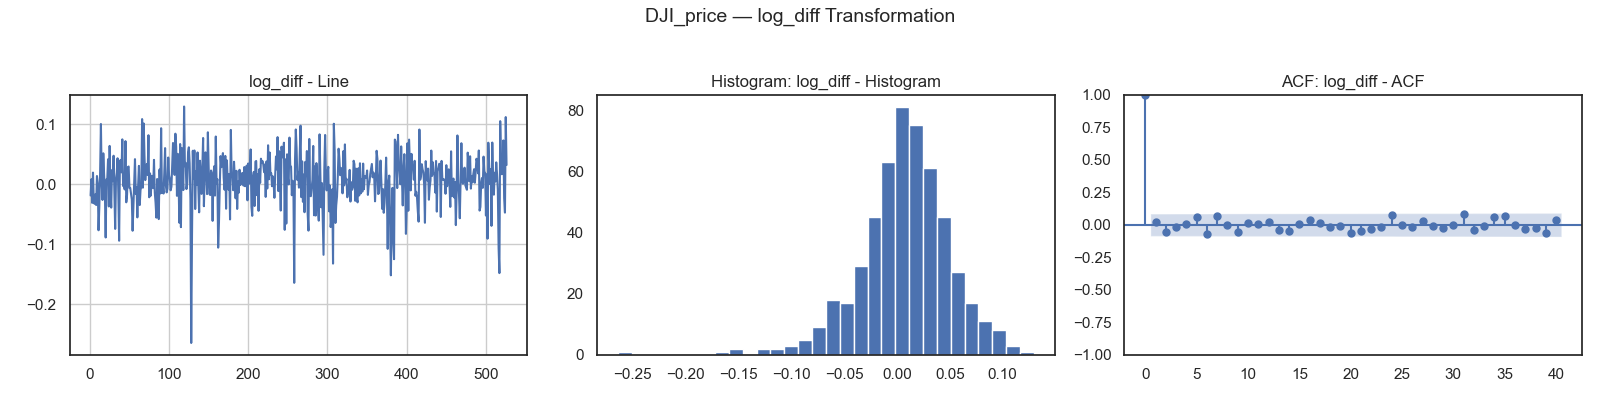 DJI_price — log_diff Transformation
log_diff - Line
0.1
0.0
−0.1
−0.2
0 100 200 300 400 500
Histogram: log_diff - Histogram
80
60
40
20
0
−0.25 −0.20 −0.15 −0.10 −0.05 0.00 0.05 0.10
ACF: log_diff - ACF
1.00
0.75
0.50
0.25
0.00
−0.25
−0.50
−0.75
−1.00
0 5 10 15 20 25 30 35 40